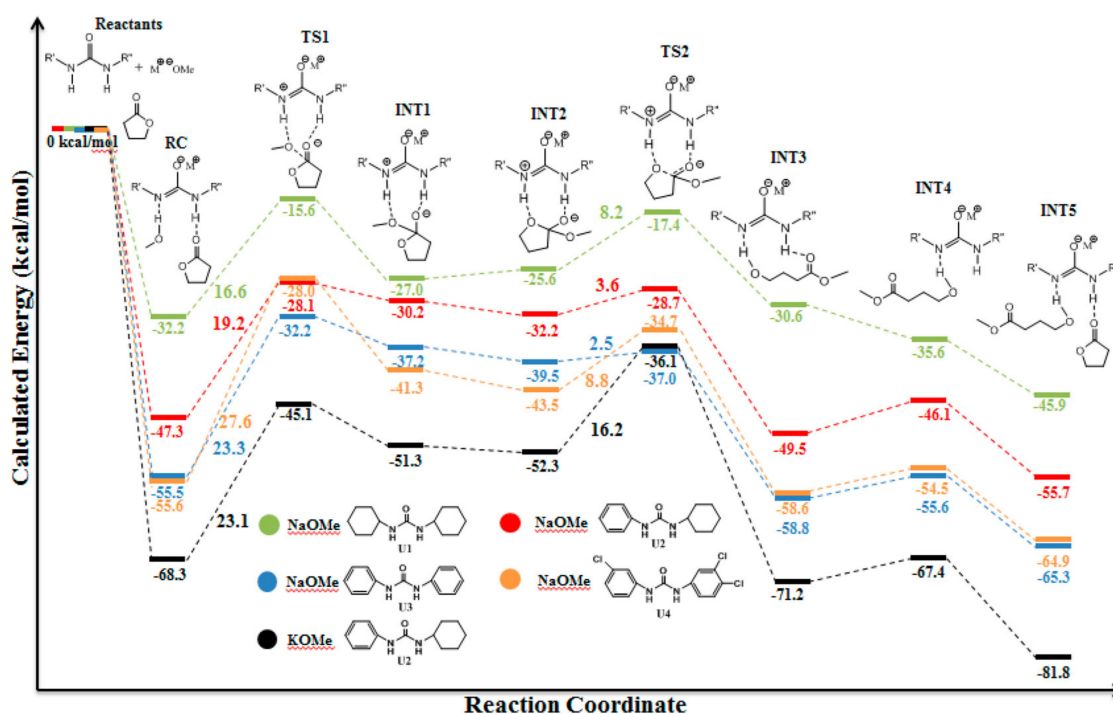 Reactants
O
R' N N R" + M⊕ ⊖OMe
H H
O
O
0 kcal/mol
RC
O⊖ M⊕
R' N N R"
H H
O O
O
TS1
O⊖ M⊕
R' ⊕N N R"
H H
O O⊖
O
INT1
O⊖ M⊕
R' ⊕N N R"
H H
O O⊖
O
INT2
O⊖ M⊕
R' ⊕N N R"
H H
O O⊖
O
TS2
O⊖ M⊕
R' ⊕N N R"
H H
O O⊖
O
INT3
O⊖ M⊕
R' N N R"
H H
O O
O
INT4
O⊖ M⊕
R' N N R"
H H
O O
O
INT5
O⊖ M⊕
R' N N R"
H H
O O O
O O
-32.2
16.6
-15.6
-27.0
-25.6
8.2
-17.4
-30.6
-35.6
-45.9
-47.3
19.2
-28.1
-30.2
-32.2
3.6
-28.7
-49.5
-46.1
-55.7
-55.5
23.3
-32.2
-37.2
-39.5
2.5
-37.0
-58.8
-55.6
-65.3
-55.6
27.6
-28.0
-41.3
-43.5
8.8
-34.7
-58.6
-54.5
-64.9
-68.3
23.1
-45.1
-51.3
-52.3
16.2
-36.1
-71.2
-67.4
-81.8
NaOMe
O
N N
H H
U1
NaOMe
O
N N
H H
U2
NaOMe
O
N N
H H
U3
NaOMe
Cl O Cl
N N Cl
H H
U4
KOMe
O
N N
H H
U2
Calculated Energy (kcal/mol)
Reaction Coordinate